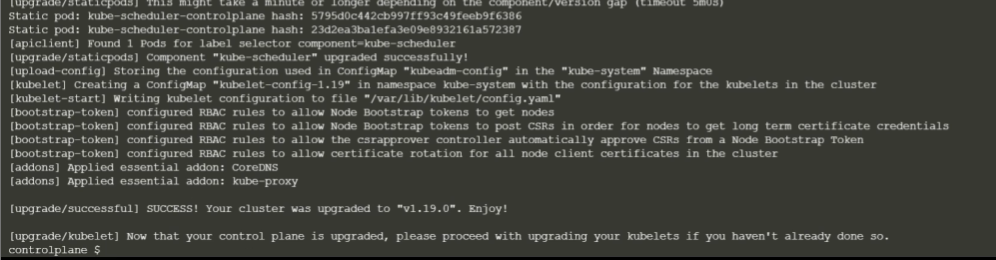 [upgrade/staticpods] This might take a minute or longer depending on the component/version gap (timeout 5m0s)
Static pod: kube-scheduler-controlplane hash: 5795d0c442cb997ff93c49feeb9f6386
Static pod: kube-scheduler-controlplane hash: 23d2ea3ba1efa3e09e8932161a572387
[apiclient] Found 1 Pods for label selector component=kube-scheduler
[upgrade/staticpods] Component "kube-scheduler" upgraded successfully!
[upload-config] Storing the configuration used in ConfigMap "kubeadm-config" in the "kube-system" Namespace
[kubelet] Creating a ConfigMap "kubelet-config-1.19" in namespace kube-system with the configuration for the kubelets in the cluster
[kubelet-start] Writing kubelet configuration to file "/var/lib/kubelet/config.yaml"
[bootstrap-token] configured RBAC rules to allow Node Bootstrap tokens to get nodes
[bootstrap-token] configured RBAC rules to allow Node Bootstrap tokens to post CSRs in order for nodes to get long term certificate credentials
[bootstrap-token] configured RBAC rules to allow the csrapprover controller automatically approve CSRs from a Node Bootstrap Token
[bootstrap-token] configured RBAC rules to allow certificate rotation for all node client certificates in the cluster
[addons] Applied essential addon: CoreDNS
[addons] Applied essential addon: kube-proxy
[upgrade/successful] SUCCESS! Your cluster was upgraded to "v1.19.0". Enjoy!
[upgrade/kubelet] Now that your control plane is upgraded, please proceed with upgrading your kubelets if you haven't already done so.
controlplane $